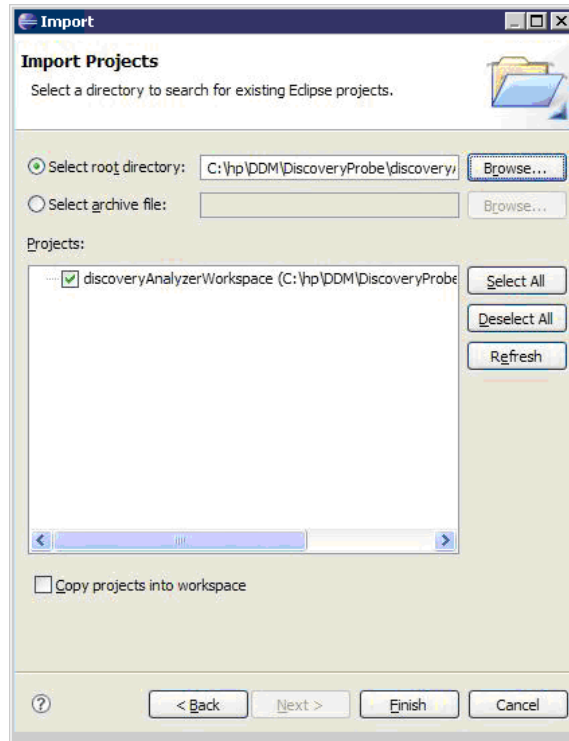 Import
Import Projects
Select a directory to search for existing Eclipse projects.
Select root directory: C:\hp\DDM\DiscoveryProbe\discovery Browse...
Select archive file: Browse...
Projects:
discoveryAnalyzerWorkspace (C:\hp\DDM\DiscoveryProbe Select All
Deselect All
Refresh
Copy projects into workspace
? < Back Next > Finish Cancel